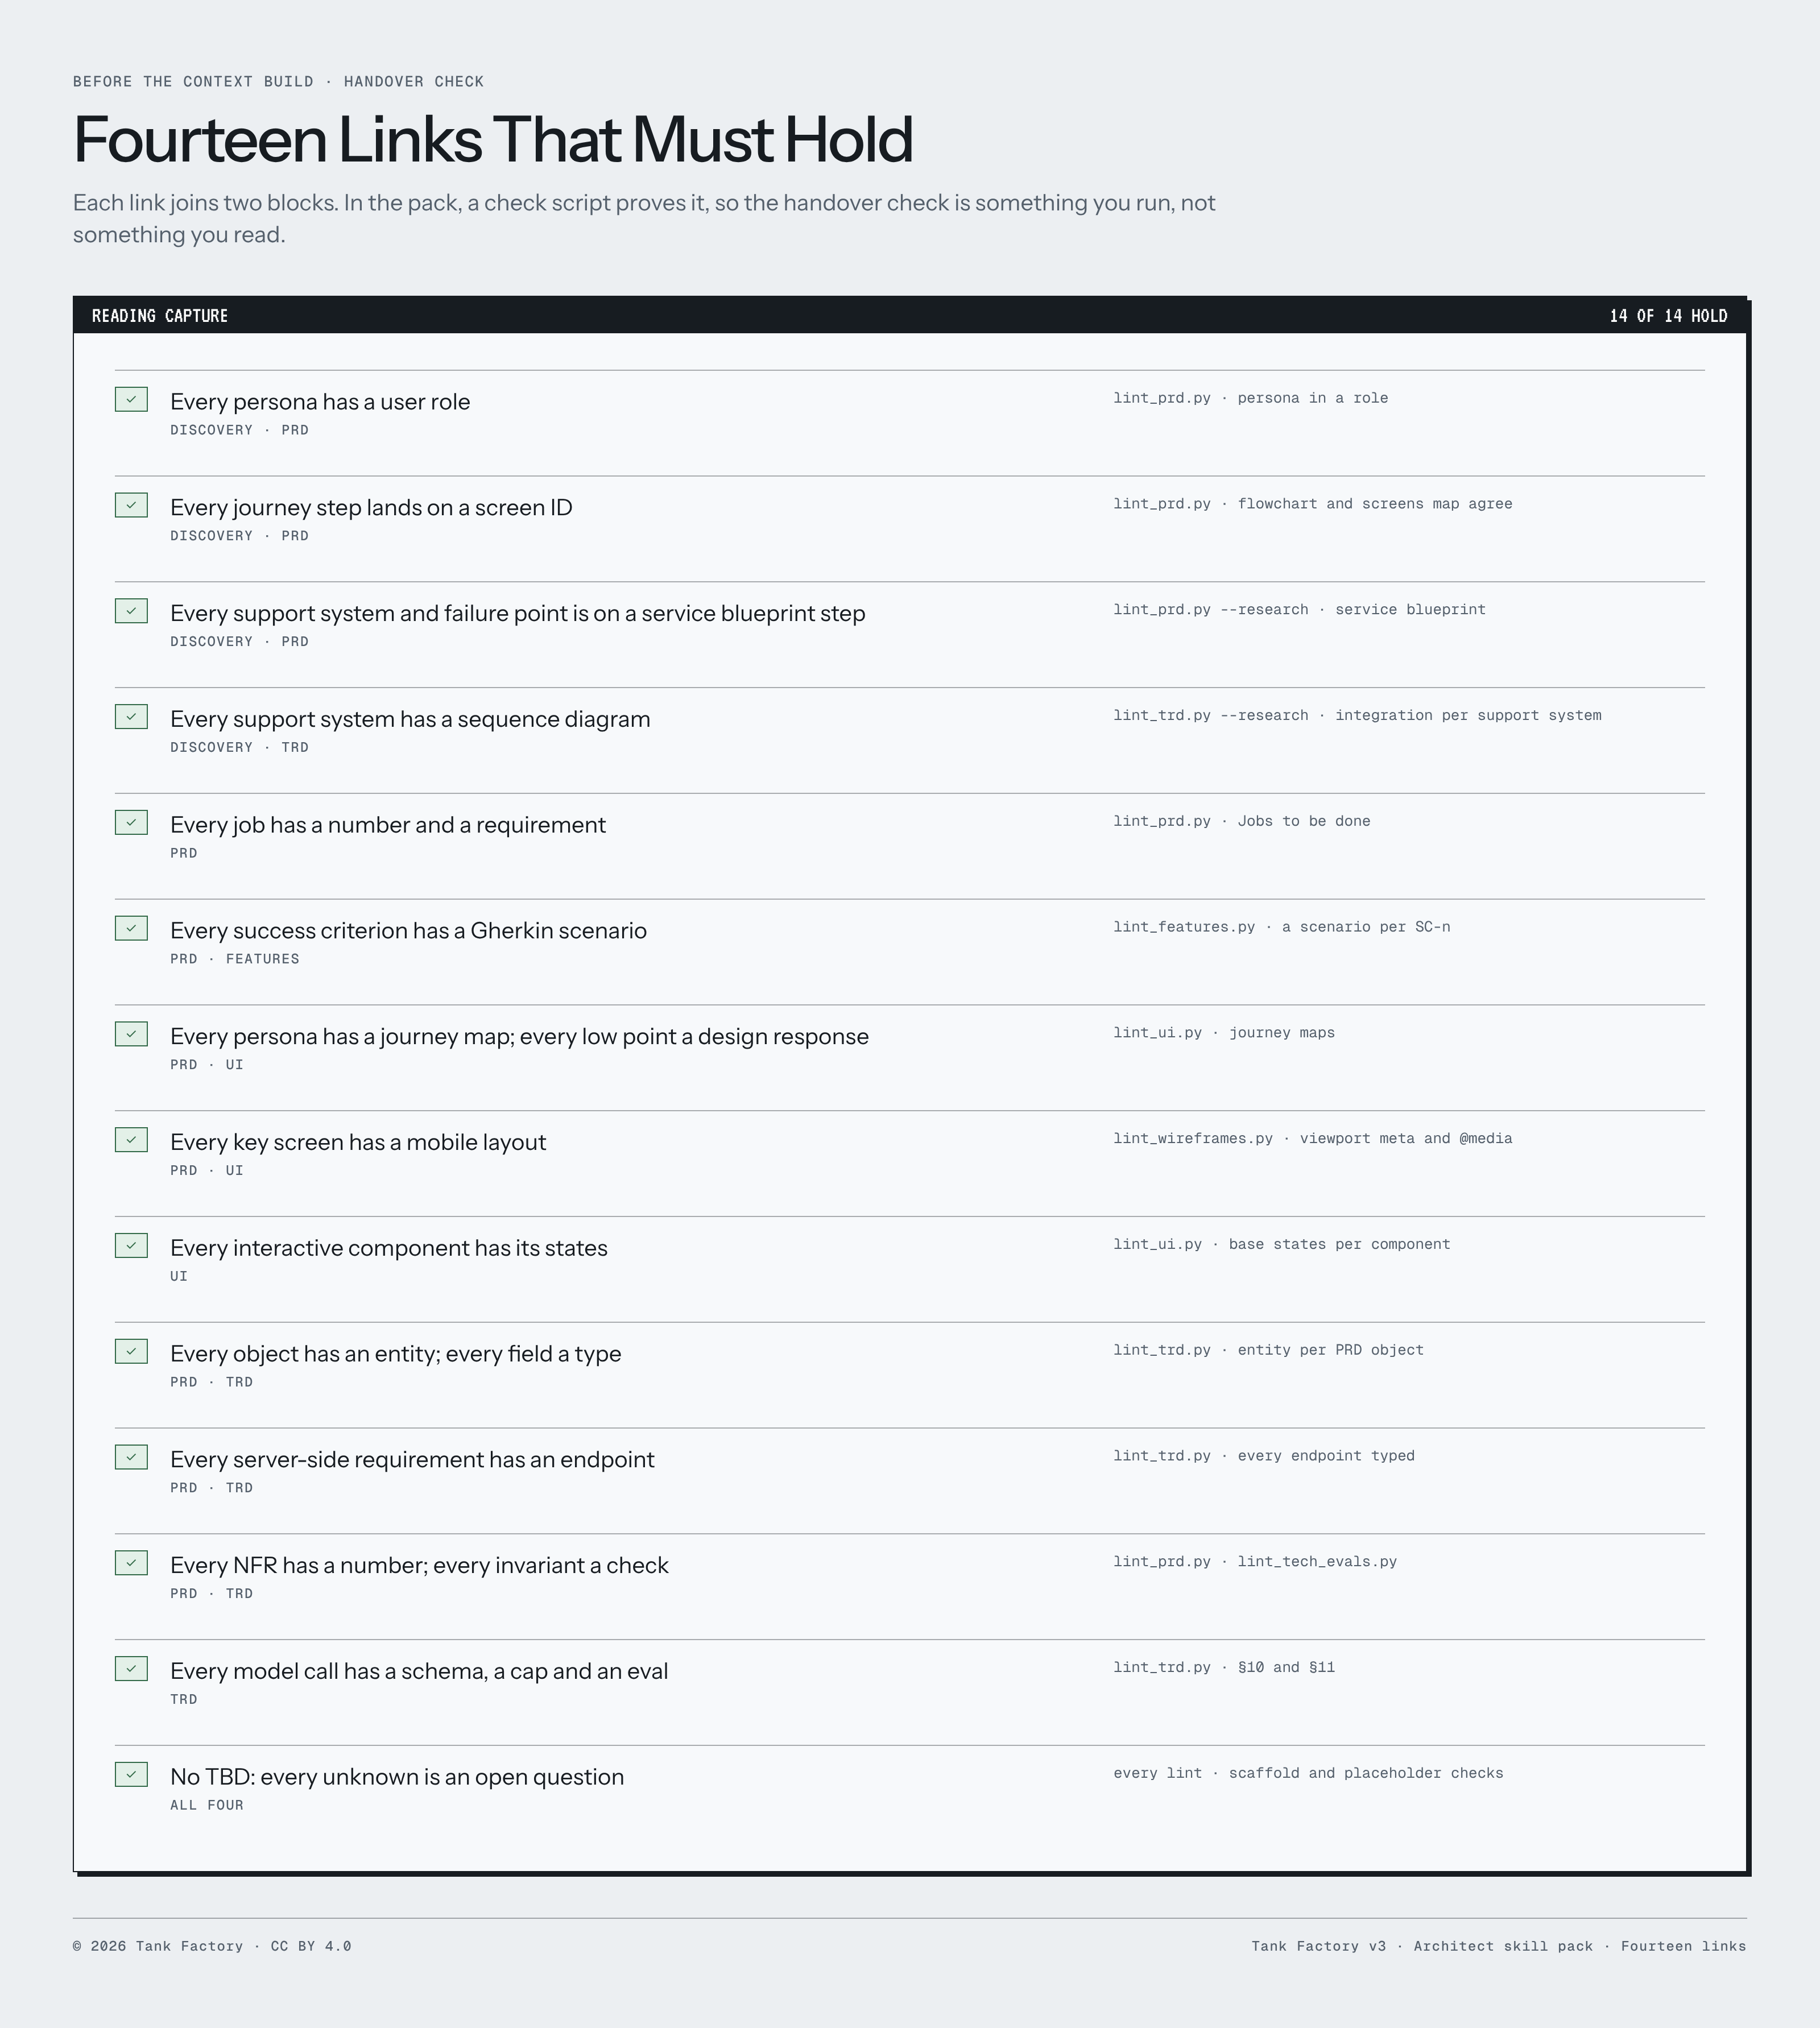 BEFORE THE CONTEXT BUILD · HANDOVER CHECK
Fourteen Links That Must Hold
Each link joins two blocks. In the pack, a check script proves it, so the handover check is something you run, not
something you read.
READING CAPTURE
14 OF 14 HOLD
Every persona has a user role
lint_prd.py · persona in a role
DISCOVERY · PRD
Every journey step lands on a screen ID
lint_prd.py · flowchart and screens map agree
DISCOVERY · PRD
Every support system and failure point is on a service blueprint step
lint_prd.py --research · service blueprint
DISCOVERY · PRD
Every support system has a sequence diagram
lint_trd.py --research · integration per support system
DISCOVERY · TRD
Every job has a number and a requirement
lint_prd.py · Jobs to be done
PRD
Every success criterion has a Gherkin scenario
lint_features.py · a scenario per SC-n
PRD · FEATURES
Every persona has a journey map; every low point a design response
lint_ui.py · journey maps
PRD · UI
Every key screen has a mobile layout
lint_wireframes.py · viewport meta and @media
PRD · UI
Every interactive component has its states
lint_ui.py · base states per component
UI
Every object has an entity; every field a type
lint_trd.py · entity per PRD object
PRD · TRD
Every server-side requirement has an endpoint
lint_trd.py · every endpoint typed
PRD · TRD
Every NFR has a number; every invariant a check
lint_prd.py · lint_tech_evals.py
PRD · TRD
Every model call has a schema, a cap and an eval
lint_trd.py · §10 and §11
TRD
No TBD: every unknown is an open question
every lint · scaffold and placeholder checks
ALL FOUR
© 2026 Tank Factory · CC BY 4.0
Tank Factory v3 · Architect skill pack · Fourteen links